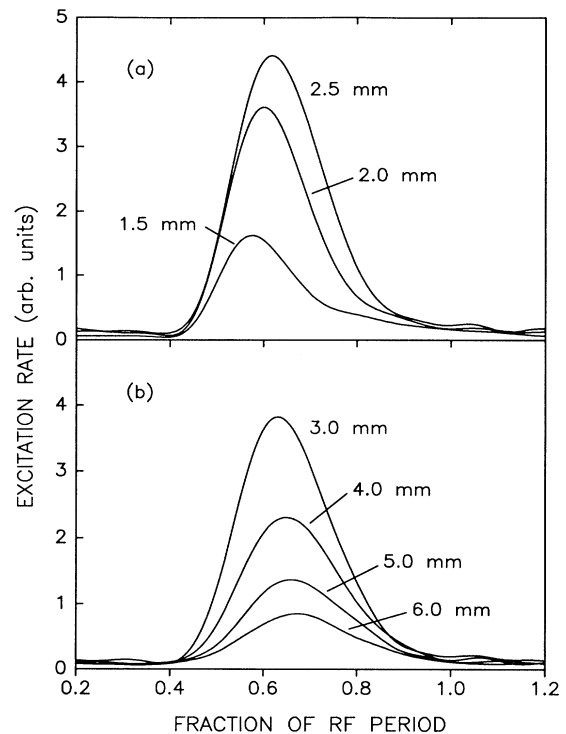 5
(a)
2.5 mm
4
3
2.0 mm
2
1.5 mm
1
0
EXCITATION RATE (arb. units)
(b)
4
3.0 mm
3
4.0 mm
2
5.0 mm
1
6.0 mm
0
0.2 0.4 0.6 0.8 1.0 1.2
FRACTION OF RF PERIOD